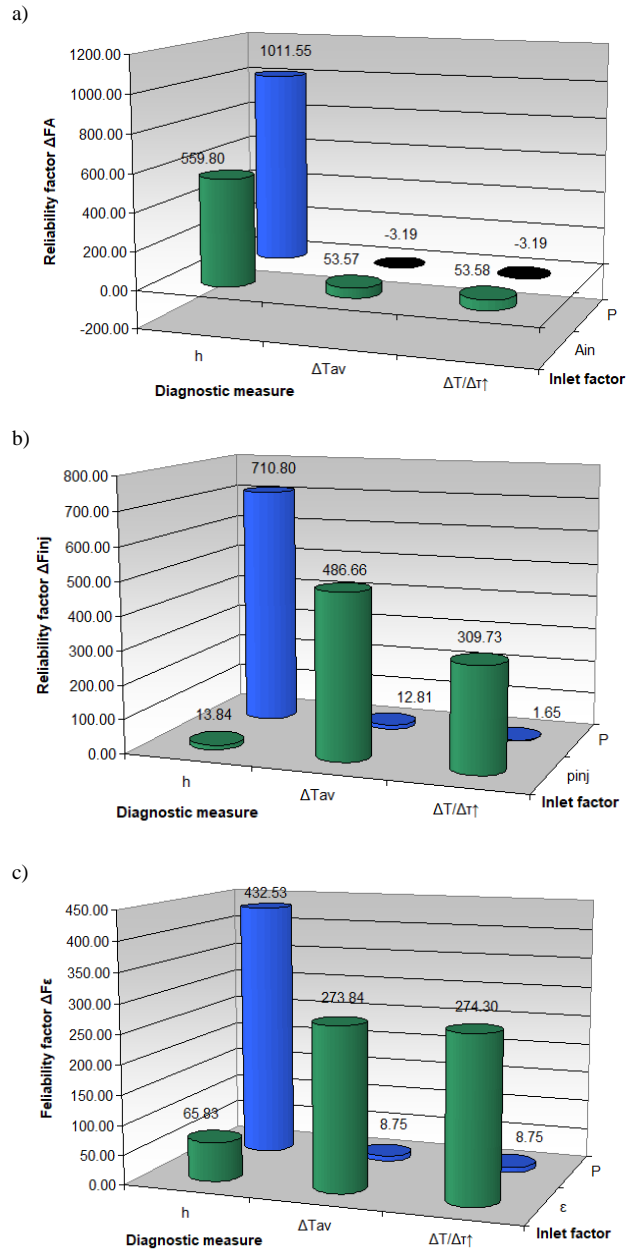 a)
1200.00
1000.00
800.00
600.00
400.00
200.00
0.00
-200.00
Reliability factor ΔFA
1011.55
559.80
-3.19
-3.19
53.57
53.58
h
ΔTav
ΔT/Δτ↑
P
Ain
Diagnostic measure
Inlet factor
b)
800.00
700.00
600.00
500.00
400.00
300.00
200.00
100.00
0.00
Reliability factor ΔFinj
710.80
486.66
309.73
13.84
12.81
1.65
h
ΔTav
ΔT/Δτ↑
P
pinj
Diagnostic measure
Inlet factor
c)
450.00
400.00
350.00
300.00
250.00
200.00
150.00
100.00
50.00
0.00
Feliability factor ΔFε
432.53
273.84
274.30
65.83
8.75
8.75
h
ΔTav
ΔT/Δτ↑
P
ε
Diagnostic measure
Inlet factor